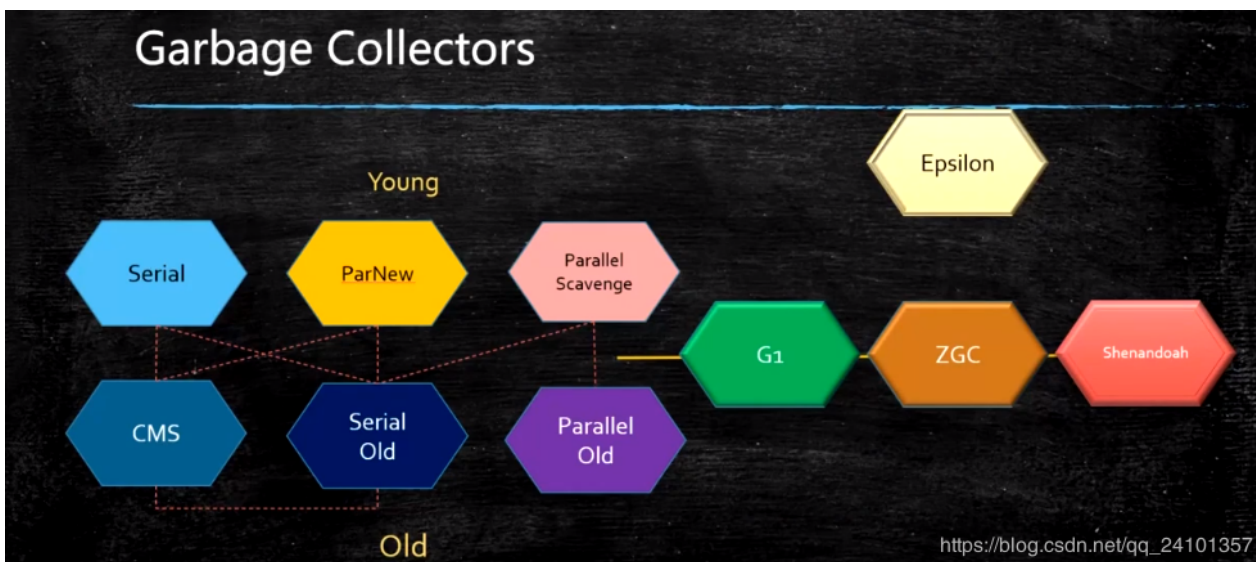 Garbage Collectors
Epsilon
Young
Serial
ParNew
Parallel
Scavenge
G1
ZGC
Shenandoah
CMS
Serial
Old
Parallel
Old
Old
https://blog.csdn.net/qq_24101357